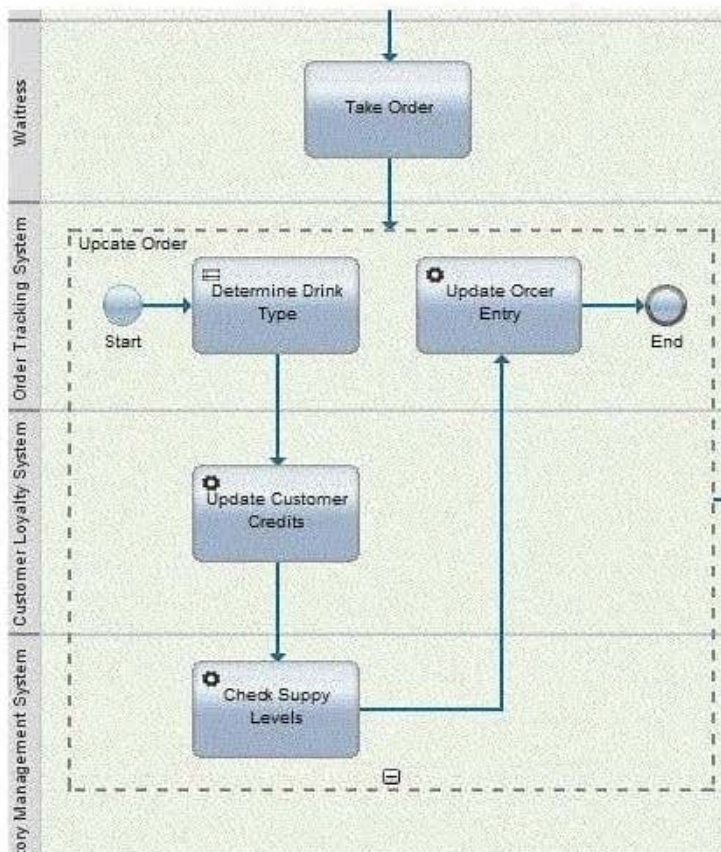 Waitress
Take Order
Order Tracking System
Upcate Order
Determine Drink
Type
Update Orcer
Entry
Start
End
Customer Loyalty System
Update Customer
Credits
tory Management System
Check Suppy
Levels